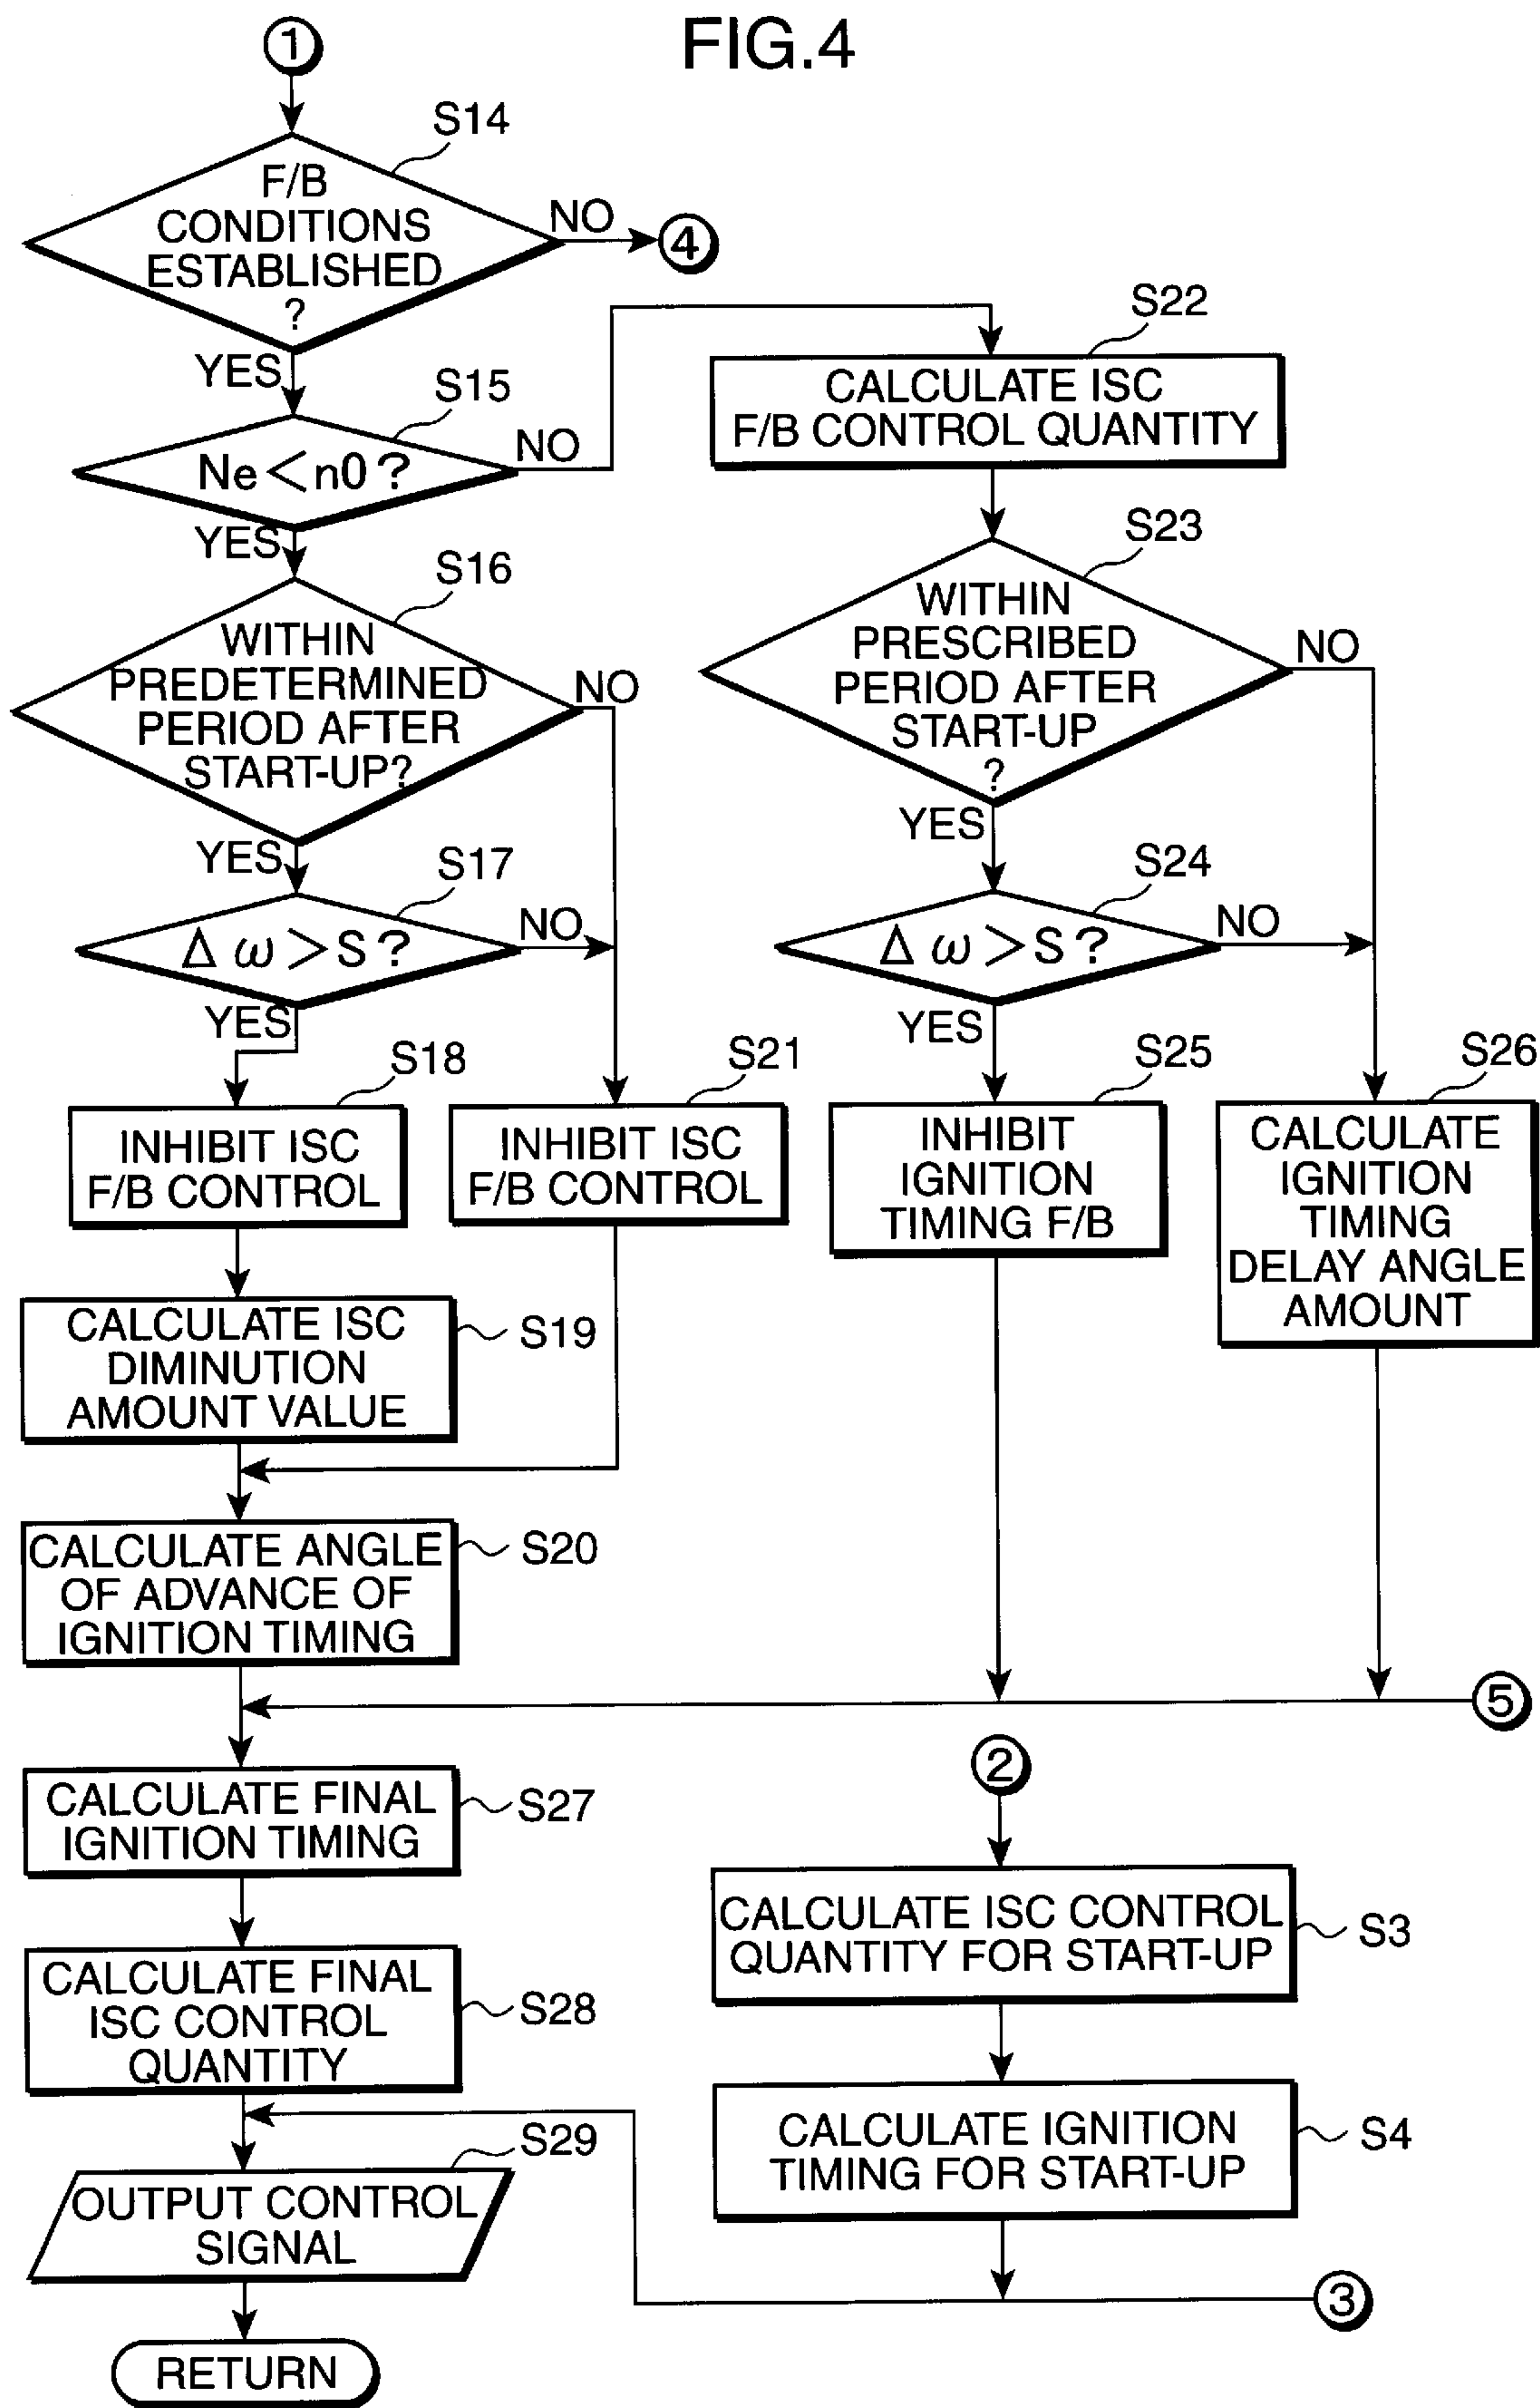 FIG.4
1
S14
F/B
CONDITIONS
ESTABLISHED
?
NO
4
YES
S15
Ne<n0?
NO
YES
S16
WITHIN
PREDETERMINED
PERIOD AFTER
START-UP?
NO
YES
S17
Δω>S?
NO
YES
S18
INHIBIT ISC
F/B CONTROL
S21
INHIBIT ISC
F/B CONTROL
CALCULATE ISC
DIMINUTION
AMOUNT VALUE
S19
CALCULATE ANGLE
OF ADVANCE OF
IGNITION TIMING
S20
S22
CALCULATE ISC
F/B CONTROL QUANTITY
S23
WITHIN
PRESCRIBED
PERIOD AFTER
START-UP
?
NO
YES
S24
Δω>S?
NO
YES
S25
INHIBIT
IGNITION
TIMING F/B
S26
CALCULATE
IGNITION
TIMING
DELAY ANGLE
AMOUNT
5
CALCULATE FINAL
IGNITION TIMING
S27
CALCULATE FINAL
ISC CONTROL
QUANTITY
S28
S29
OUTPUT CONTROL
SIGNAL
RETURN
2
CALCULATE ISC CONTROL
QUANTITY FOR START-UP
S3
CALCULATE IGNITION
TIMING FOR START-UP
S4
3